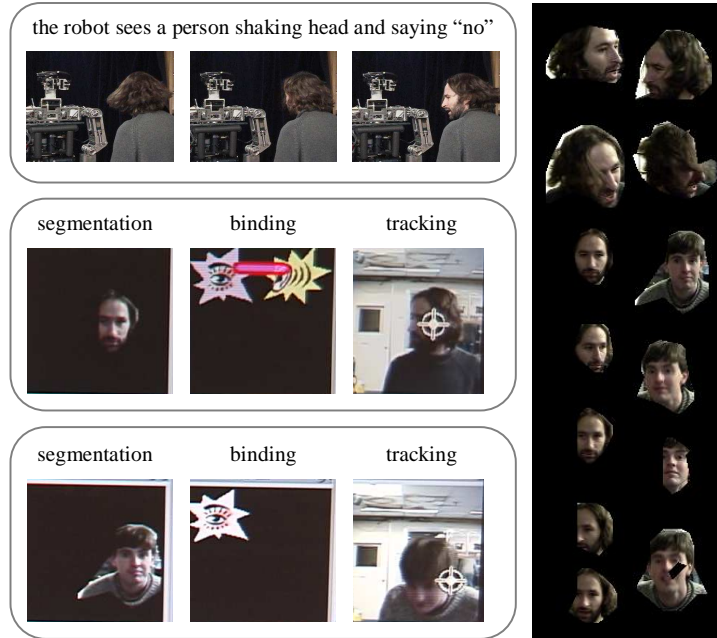 the robot sees a person shaking head and saying “no”
segmentation binding tracking
segmentation binding tracking